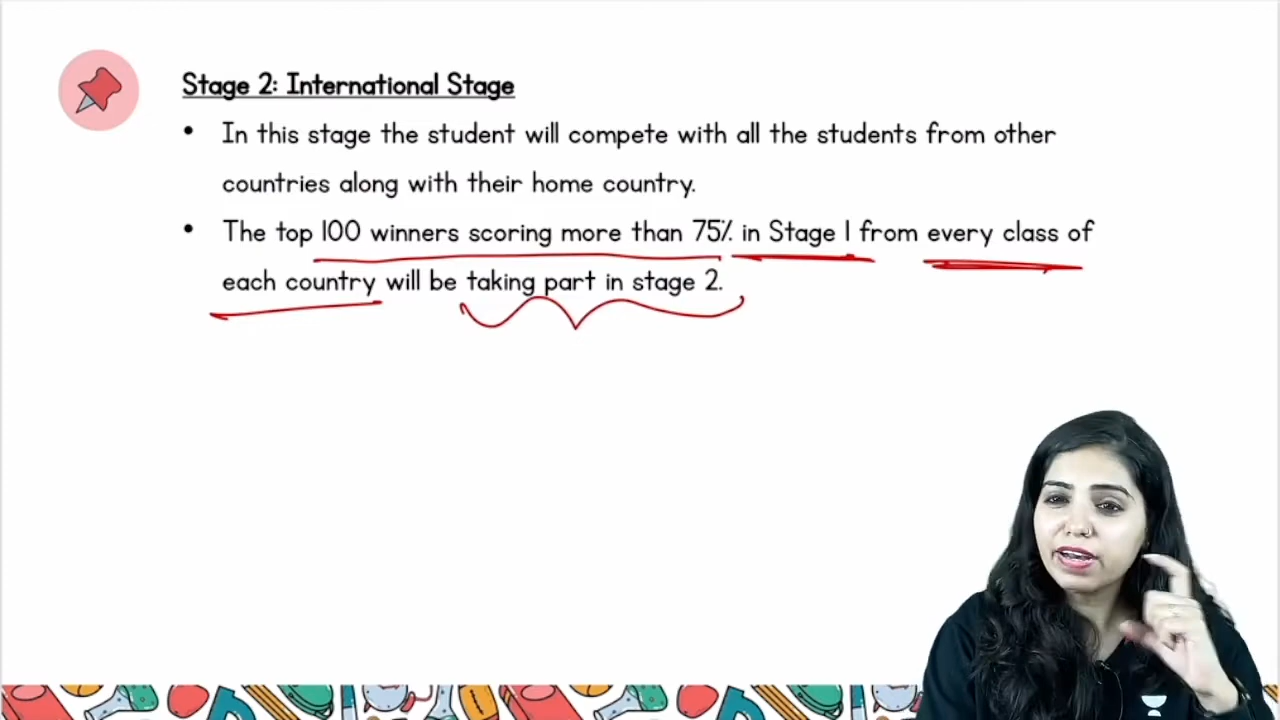 Stage 2: International Stage
• In this stage the student will compete with all the students from other
countries along with their home country.
• The top 100 winners scoring more than 75% in Stage 1 from every class of
each country will be taking part in stage 2.